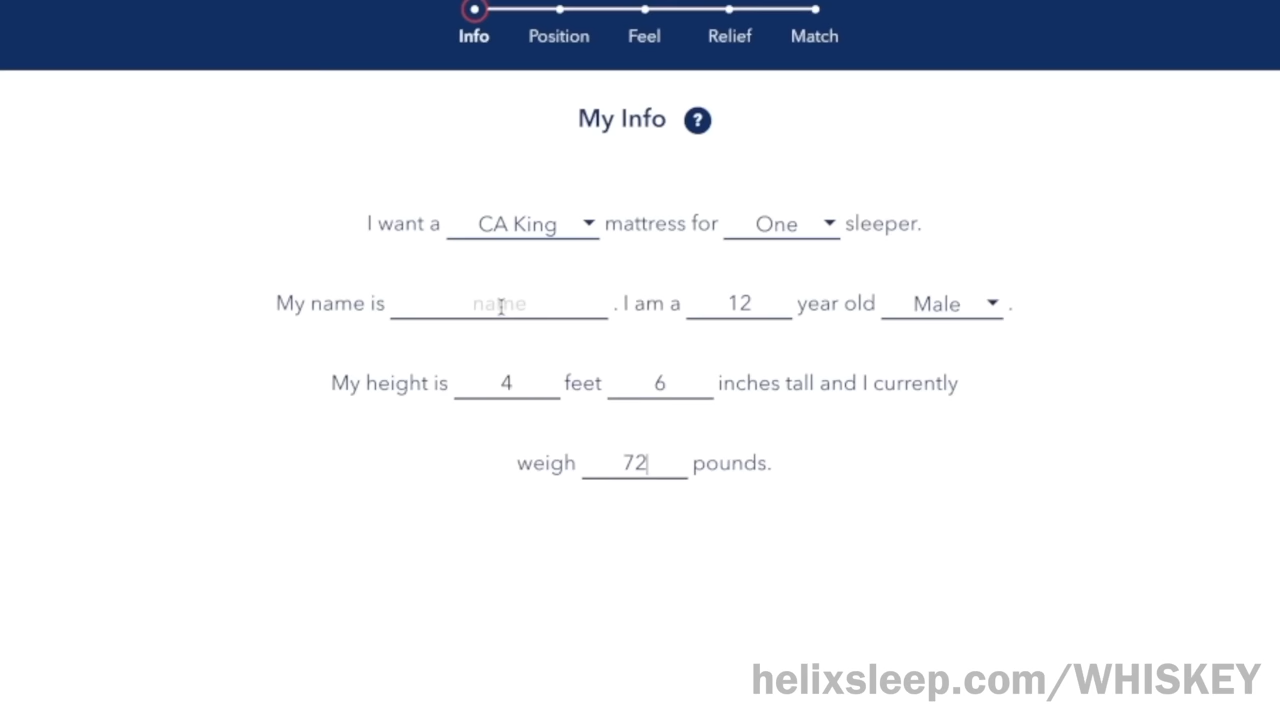 Info Position Feel Relief Match
My Info ?
I want a CA King mattress for One sleeper.
My name is name . I am a 12 year old Male .
My height is 4 feet 6 inches tall and I currently
weigh 72 pounds.
helixsleep.com/WHISKEY